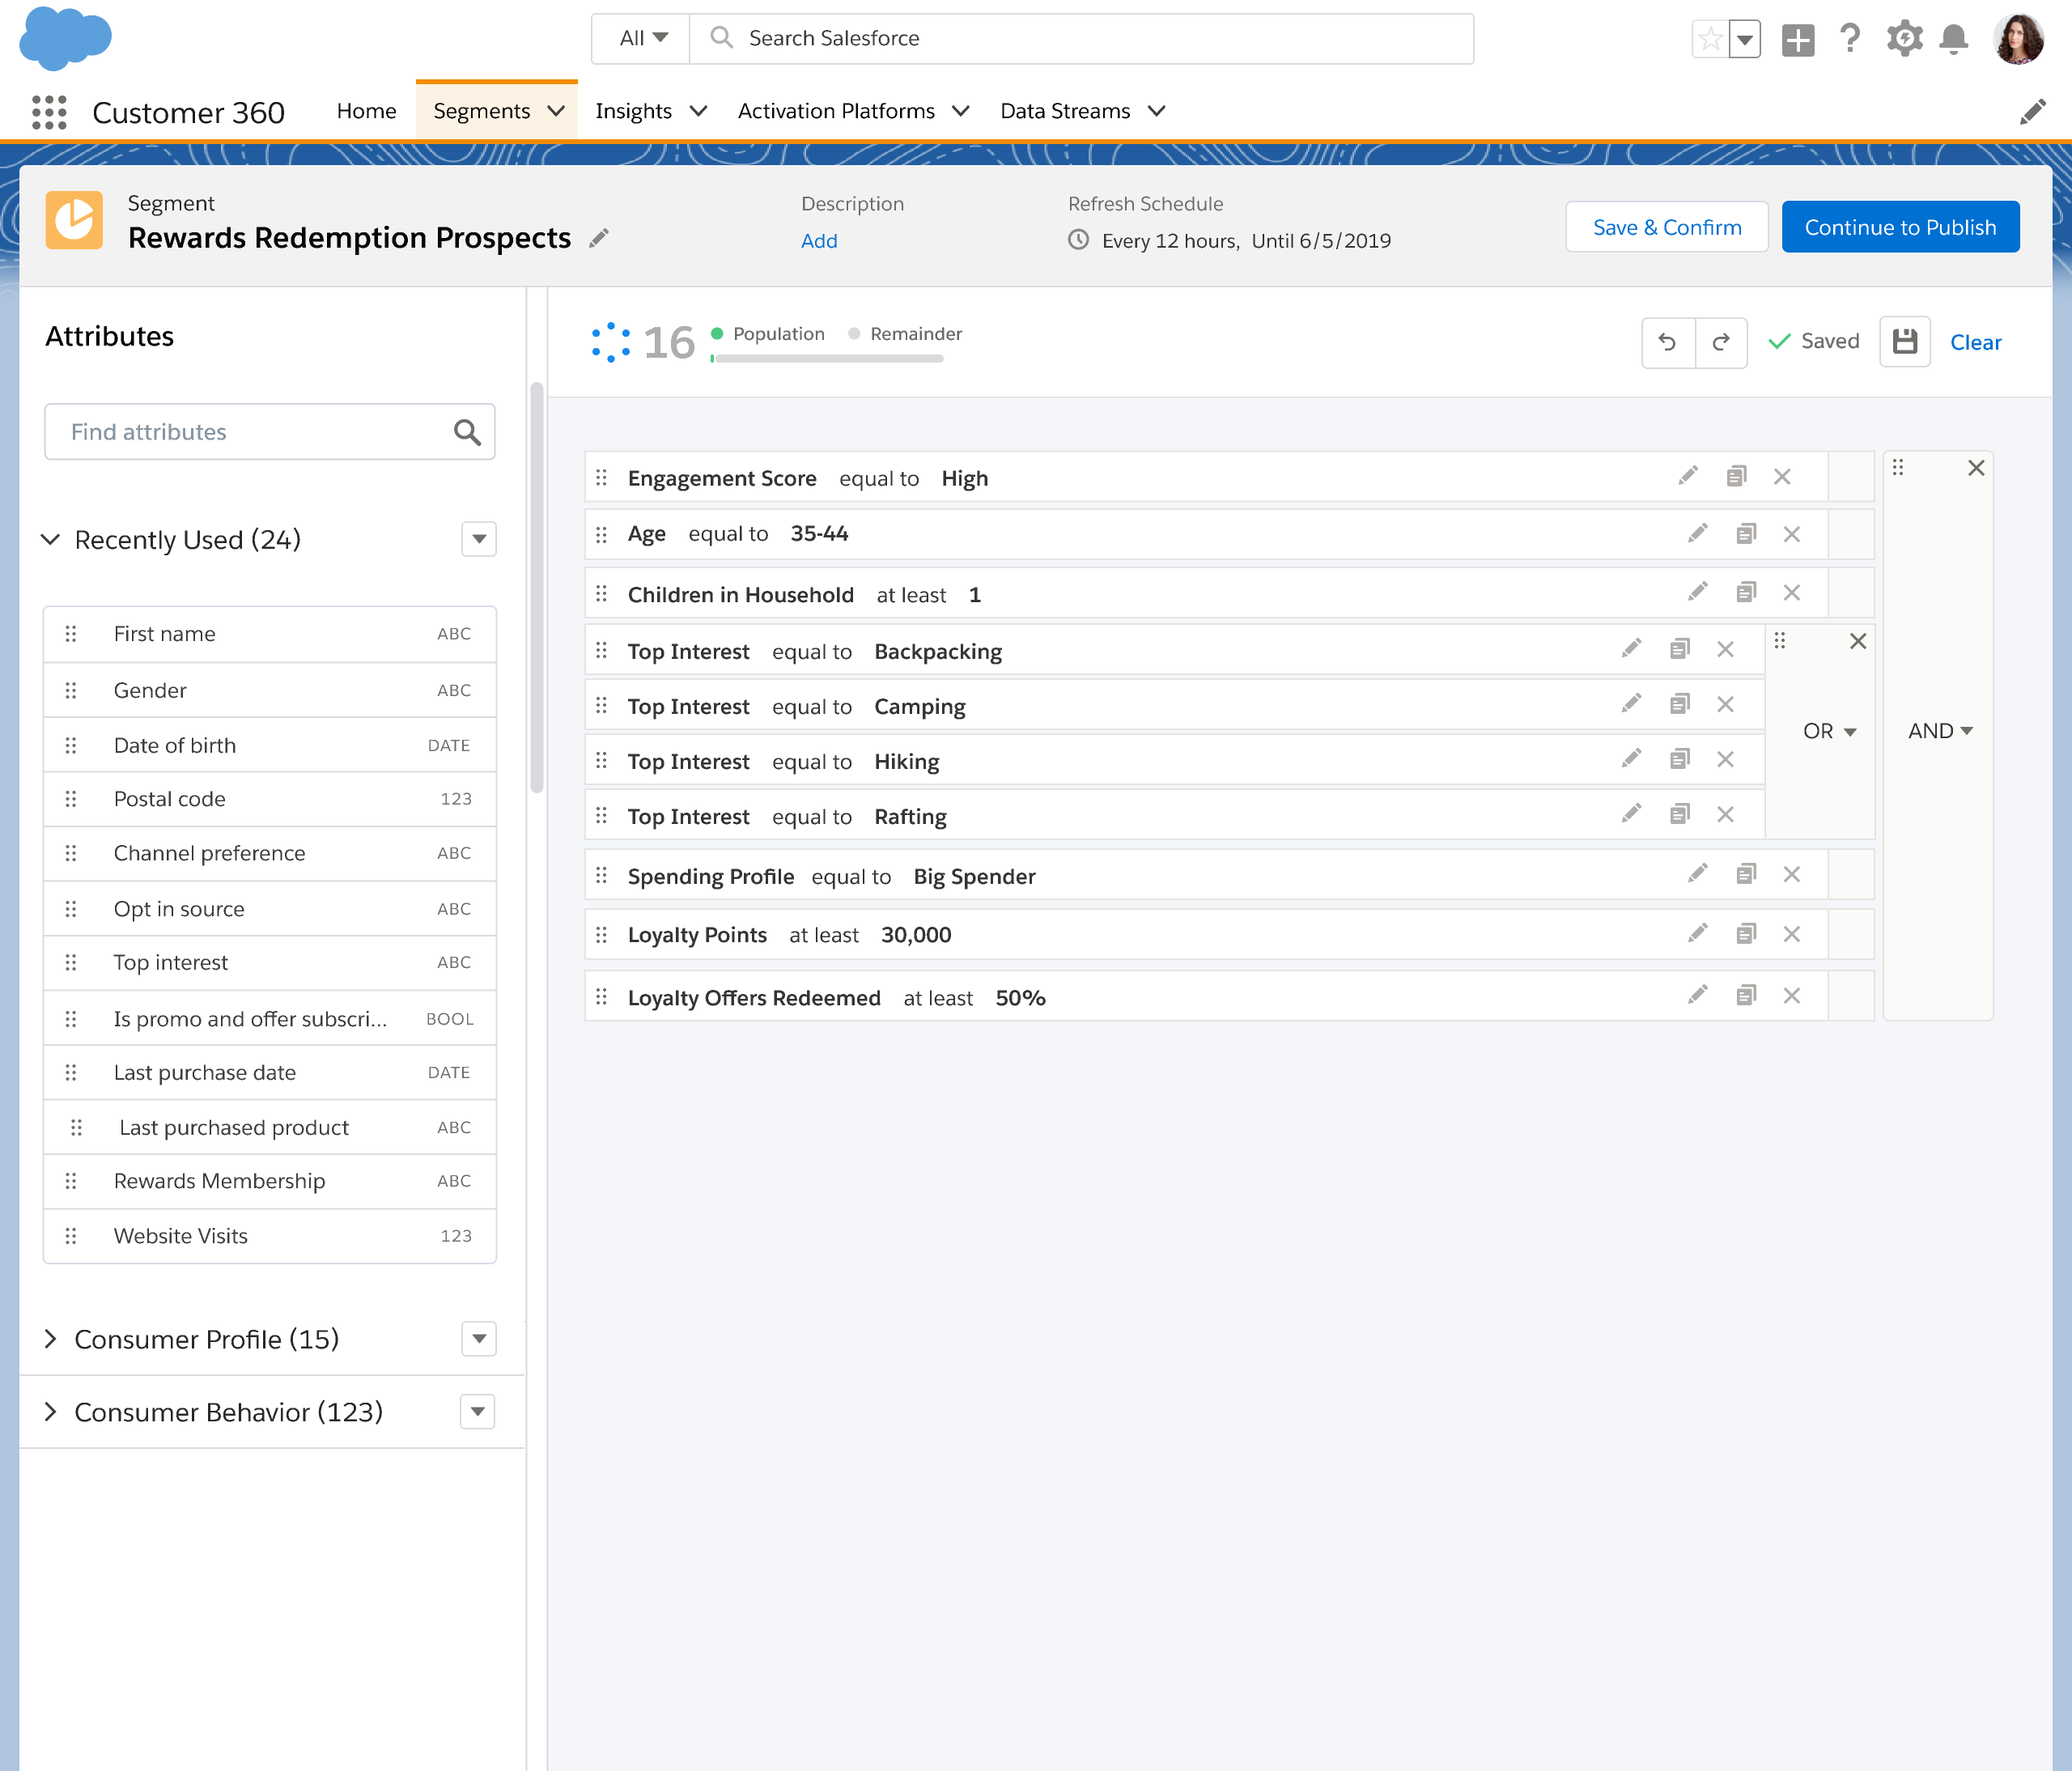 All
Search Salesforce
Customer 360
Home
Segments
Insights
Activation Platforms
Data Streams
Segment
Rewards Redemption Prospects
Description
Add
Refresh Schedule
Every 12 hours, Until 6/5/2019
Save & Confirm
Continue to Publish
Attributes
Find attributes
Recently Used (24)
First name ABC
Gender ABC
Date of birth DATE
Postal code 123
Channel preference ABC
Opt in source ABC
Top interest ABC
Is promo and offer subscri... BOOL
Last purchase date DATE
Last purchased product ABC
Rewards Membership ABC
Website Visits 123
Consumer Profile (15)
Consumer Behavior (123)
16
Population
Remainder
Saved
Clear
Engagement Score equal to High
Age equal to 35-44
Children in Household at least 1
Top Interest equal to Backpacking
Top Interest equal to Camping
Top Interest equal to Hiking
Top Interest equal to Rafting
OR
AND
Spending Profile equal to Big Spender
Loyalty Points at least 30,000
Loyalty Offers Redeemed at least 50%